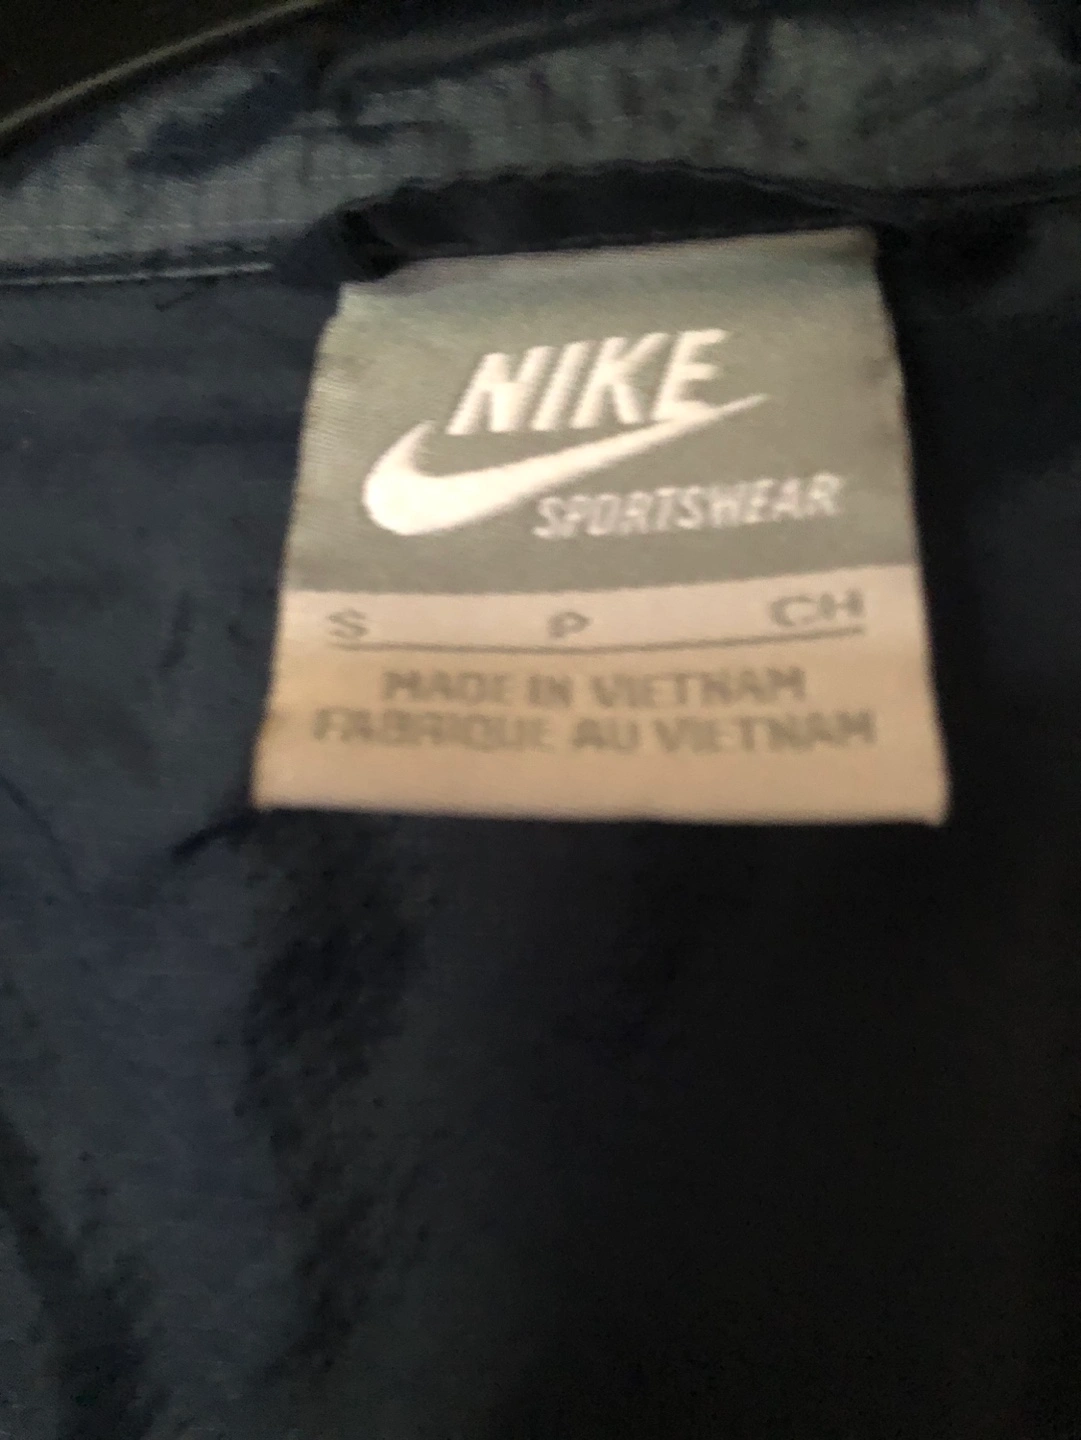 NIKE
SPORTSWEAR
S P CH
MADE IN VIETNAM
FABRIQUE AU VIETNAM